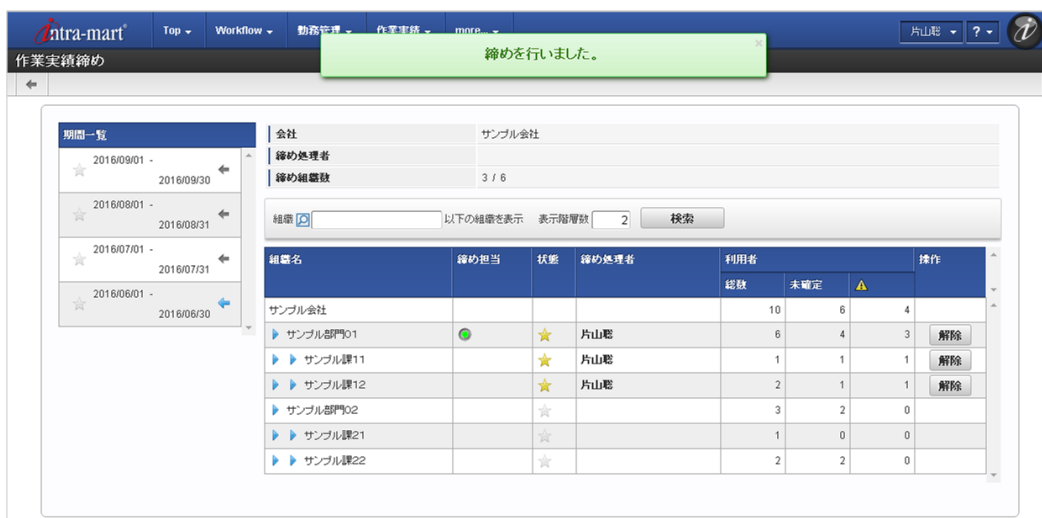 intra-mart Top Workflow 勤務管理 作業実績 more... 片山聡 ?
締めを行いました。 ×
作業実績締め
期間一覧
2016/09/01 -
2016/09/30
2016/08/01 -
2016/08/31
2016/07/01 -
2016/07/31
2016/06/01 -
2016/06/30
会社 サンプル会社
締め処理者
締め組織数 3 / 6
組織 以下の組織を表示 表示階層数 2 検索
組織名 締め担当 状態 締め処理者 利用者 操作
総数 未確定
サンプル会社 10 6 4
サンプル部門01 片山聡 6 4 3 解除
サンプル課11 片山聡 1 1 1 解除
サンプル課12 片山聡 2 1 1 解除
サンプル部門02 3 2 0
サンプル課21 1 0 0
サンプル課22 2 2 0